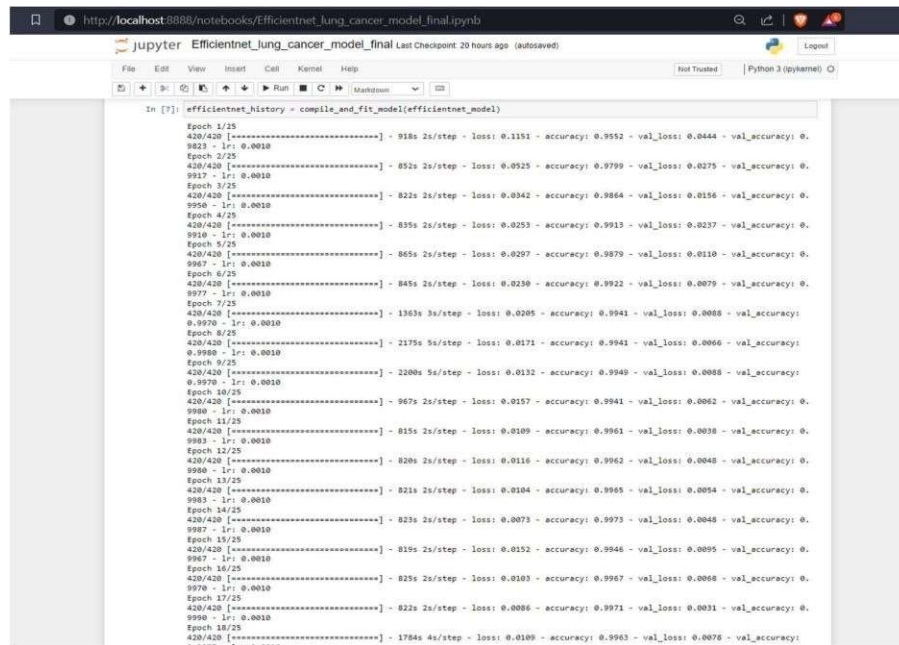 http://localhost:8888/notebooks/Efficientnet_lung_cancer_model_final.ipynb
jupyter Efficientnet_lung_cancer_model_final Last Checkpoint: 20 hours ago (autosaved)
Logout
File Edit View Insert Cell Kernel Help
Not Trusted Python 3 (ipykernel)
Run Markdown
In [7]: efficientnet_history = compile_and_fit_model(efficientnet_model)
Epoch 1/25
420/420 [==============================] - 918s 2s/step - loss: 0.1151 - accuracy: 0.9552 - val_loss: 0.0444 - val_accuracy: 0.
9823 - lr: 0.0010
Epoch 2/25
420/420 [==============================] - 852s 2s/step - loss: 0.0525 - accuracy: 0.9799 - val_loss: 0.0275 - val_accuracy: 0.
9917 - lr: 0.0010
Epoch 3/25
420/420 [==============================] - 822s 2s/step - loss: 0.0342 - accuracy: 0.9864 - val_loss: 0.0156 - val_accuracy: 0.
9950 - lr: 0.0010
Epoch 4/25
420/420 [==============================] - 835s 2s/step - loss: 0.0253 - accuracy: 0.9913 - val_loss: 0.0237 - val_accuracy: 0.
9910 - lr: 0.0010
Epoch 5/25
420/420 [==============================] - 865s 2s/step - loss: 0.0297 - accuracy: 0.9879 - val_loss: 0.0110 - val_accuracy: 0.
9967 - lr: 0.0010
Epoch 6/25
420/420 [==============================] - 845s 2s/step - loss: 0.0230 - accuracy: 0.9922 - val_loss: 0.0079 - val_accuracy: 0.
9977 - lr: 0.0010
Epoch 7/25
420/420 [==============================] - 1363s 3s/step - loss: 0.0205 - accuracy: 0.9941 - val_loss: 0.0088 - val_accuracy:
0.9970 - lr: 0.0010
Epoch 8/25
420/420 [==============================] - 2175s 5s/step - loss: 0.0171 - accuracy: 0.9941 - val_loss: 0.0066 - val_accuracy:
0.9980 - lr: 0.0010
Epoch 9/25
420/420 [==============================] - 2200s 5s/step - loss: 0.0132 - accuracy: 0.9949 - val_loss: 0.0088 - val_accuracy:
0.9970 - lr: 0.0010
Epoch 10/25
420/420 [==============================] - 967s 2s/step - loss: 0.0157 - accuracy: 0.9941 - val_loss: 0.0062 - val_accuracy: 0.
9980 - lr: 0.0010
Epoch 11/25
420/420 [==============================] - 815s 2s/step - loss: 0.0109 - accuracy: 0.9961 - val_loss: 0.0038 - val_accuracy: 0.
9983 - lr: 0.0010
Epoch 12/25
420/420 [==============================] - 820s 2s/step - loss: 0.0116 - accuracy: 0.9962 - val_loss: 0.0048 - val_accuracy: 0.
9980 - lr: 0.0010
Epoch 13/25
420/420 [==============================] - 821s 2s/step - loss: 0.0104 - accuracy: 0.9965 - val_loss: 0.0054 - val_accuracy: 0.
9983 - lr: 0.0010
Epoch 14/25
420/420 [==============================] - 823s 2s/step - loss: 0.0073 - accuracy: 0.9973 - val_loss: 0.0048 - val_accuracy: 0.
9987 - lr: 0.0010
Epoch 15/25
420/420 [==============================] - 819s 2s/step - loss: 0.0152 - accuracy: 0.9946 - val_loss: 0.0095 - val_accuracy: 0.
9967 - lr: 0.0010
Epoch 16/25
420/420 [==============================] - 825s 2s/step - loss: 0.0103 - accuracy: 0.9967 - val_loss: 0.0068 - val_accuracy: 0.
9970 - lr: 0.0010
Epoch 17/25
420/420 [==============================] - 822s 2s/step - loss: 0.0086 - accuracy: 0.9971 - val_loss: 0.0031 - val_accuracy: 0.
9990 - lr: 0.0010
Epoch 18/25
420/420 [==============================] - 1784s 4s/step - loss: 0.0109 - accuracy: 0.9963 - val_loss: 0.0078 - val_accuracy: